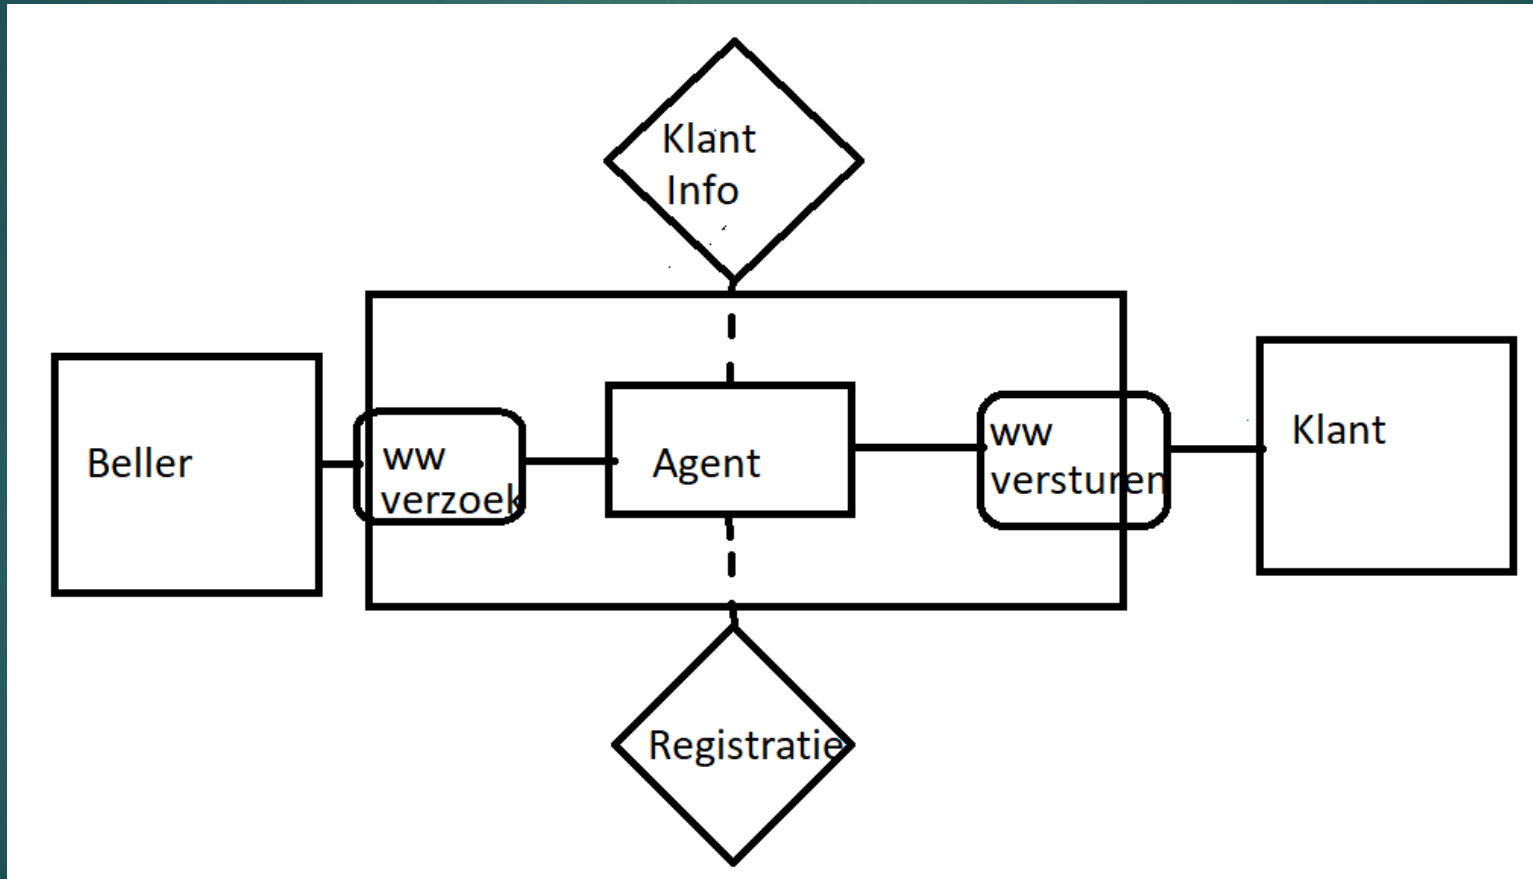 Klant
Info
Beller
ww
verzoek
Agent
ww
versturen
Klant
Registratie